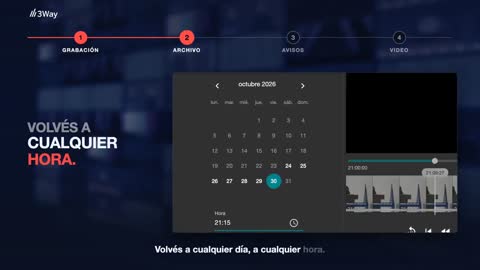 3Way
1
2
3
4
GRABACIÓN
ARCHIVO
AVISOS
VIDEO
VOLVÉS A
CUALQUIER
HORA.
octubre 2026
lun. mar. mié. jue. vie. sáb. dom.
1 2 3 4
5 6 7 8 9 10 11
12 13 14 15 16 17 18
19 20 21 22 23 24 25
26 27 28 29 30 31
Hora
21:15
21:00:00
21:09:27
Volvés a cualquier día, a cualquier hora.